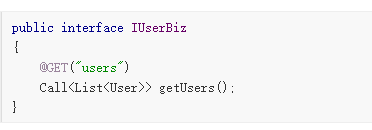 public interface IUserBiz
{
    @GET("users")
    Call<List<User>> getUsers();
}